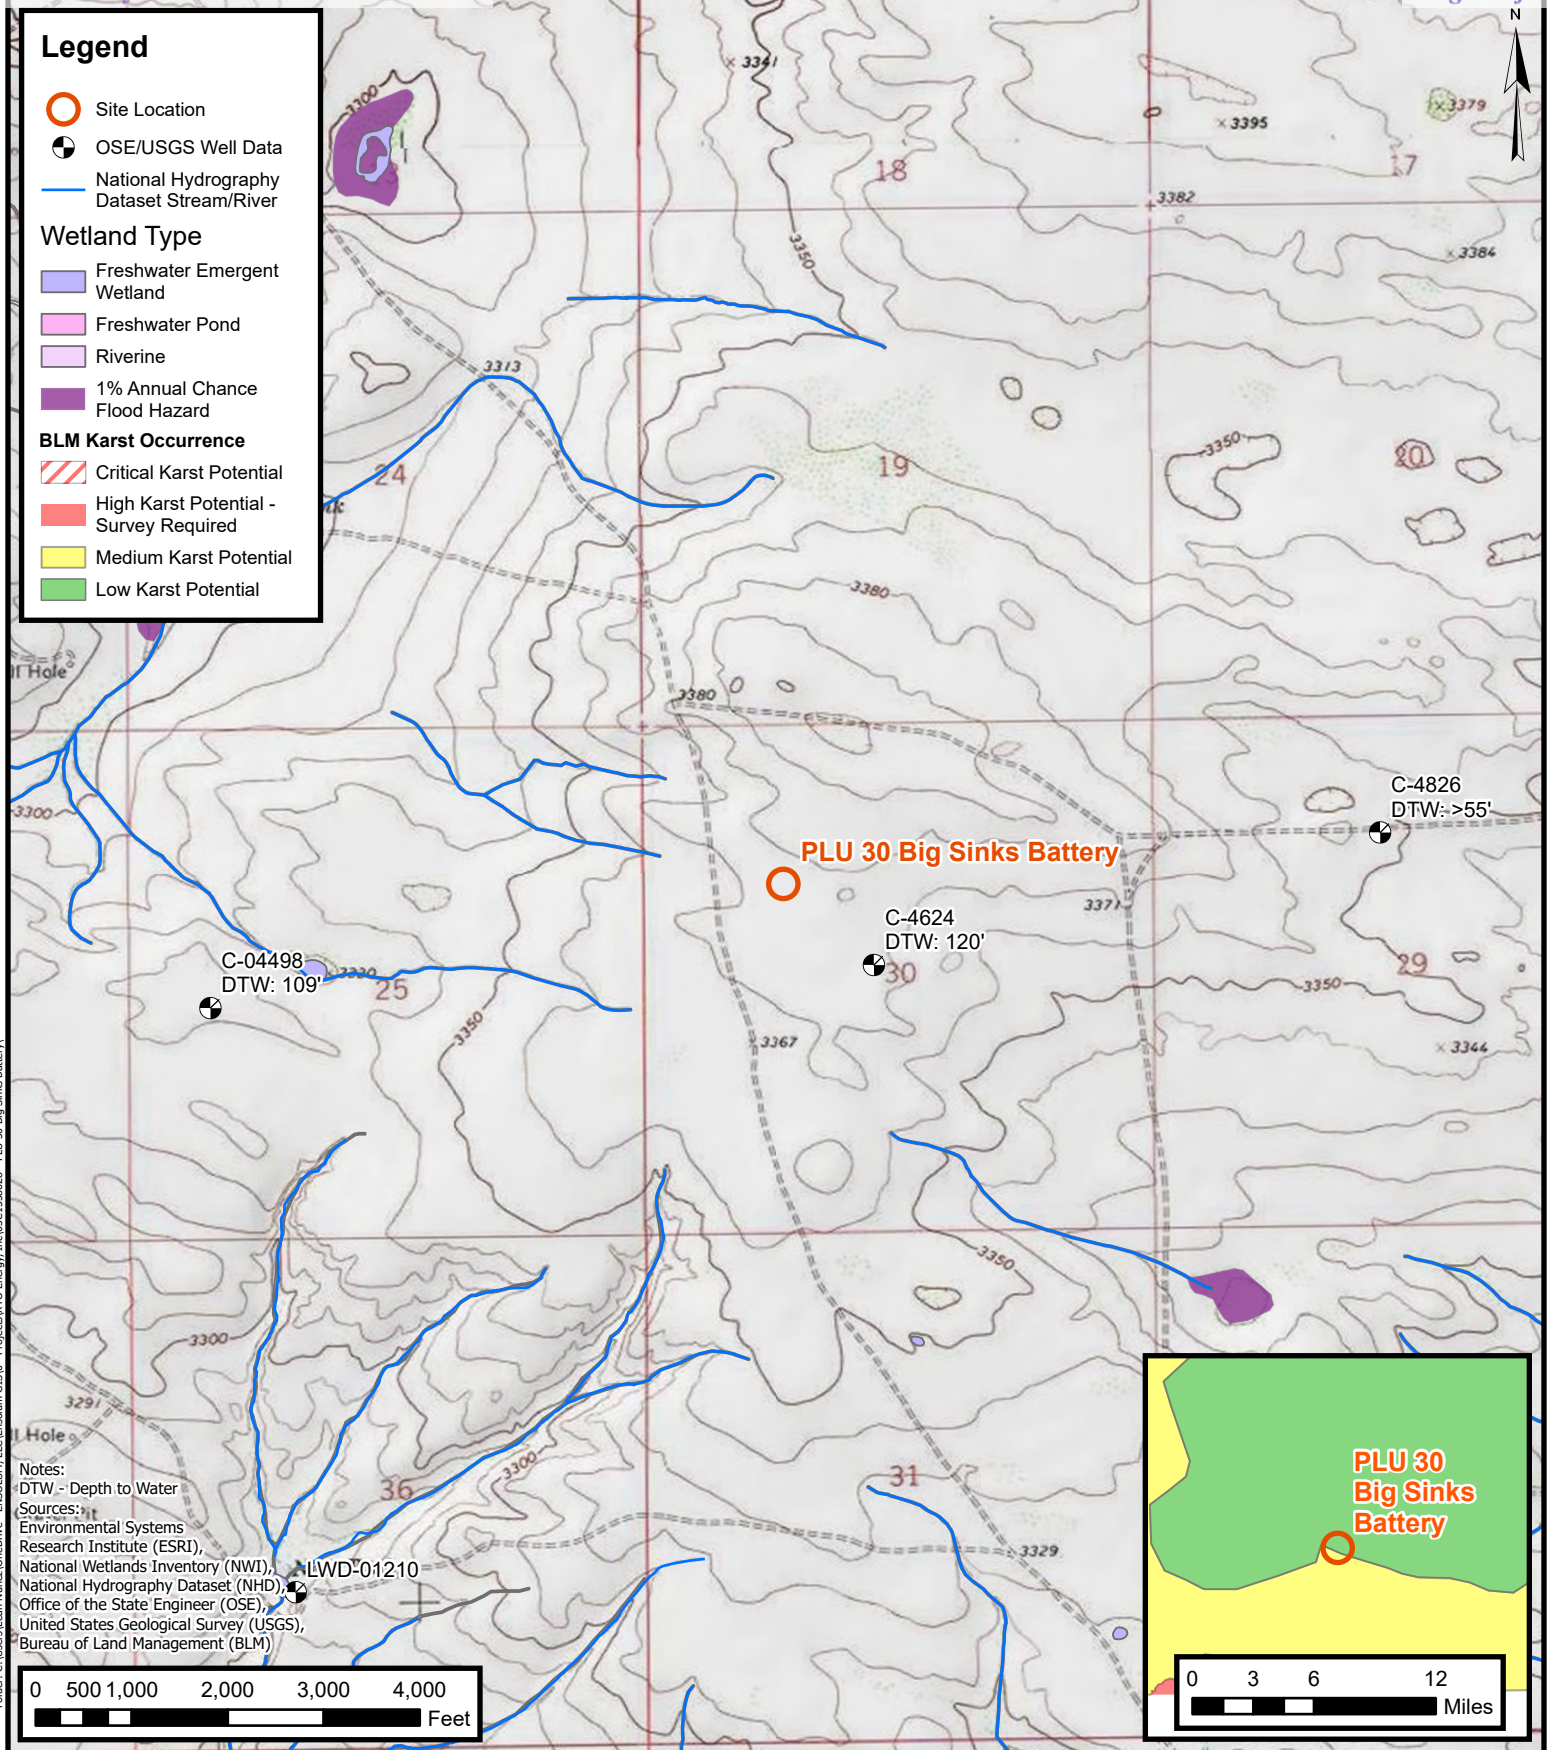 Legend
Site Location
OSE/USGS Well Data
National Hydrography
Dataset Stream/River
Wetland Type
Freshwater Emergent
Wetland
Freshwater Pond
Riverine
1% Annual Chance
Flood Hazard
BLM Karst Occurrence
Critical Karst Potential
High Karst Potential -
Survey Required
Medium Karst Potential
Low Karst Potential
N
3300
3341
3395
3379
18
17
3382
3350
3384
3313
24
19
3350
20
3380
ll Hole
3380
3300
C-4826
DTW: >55'
PLU 30 Big Sinks Battery
3371
C-4624
DTW: 120'
30
C-04498
DTW: 109'
3330
25
29
3350
3350
3367
3344
3350
3300
3291
ll Hole
3300
36
31
3329
LWD-01210
Notes:
DTW - Depth to Water
Sources:
Environmental Systems
Research Institute (ESRI),
National Wetlands Inventory (NWI),
National Hydrography Dataset (NHD),
Office of the State Engineer (OSE),
United States Geological Survey (USGS),
Bureau of Land Management (BLM)
0 500 1,000 2,000 3,000 4,000
Feet
PLU 30
Big Sinks
Battery
0 3 6 12
Miles